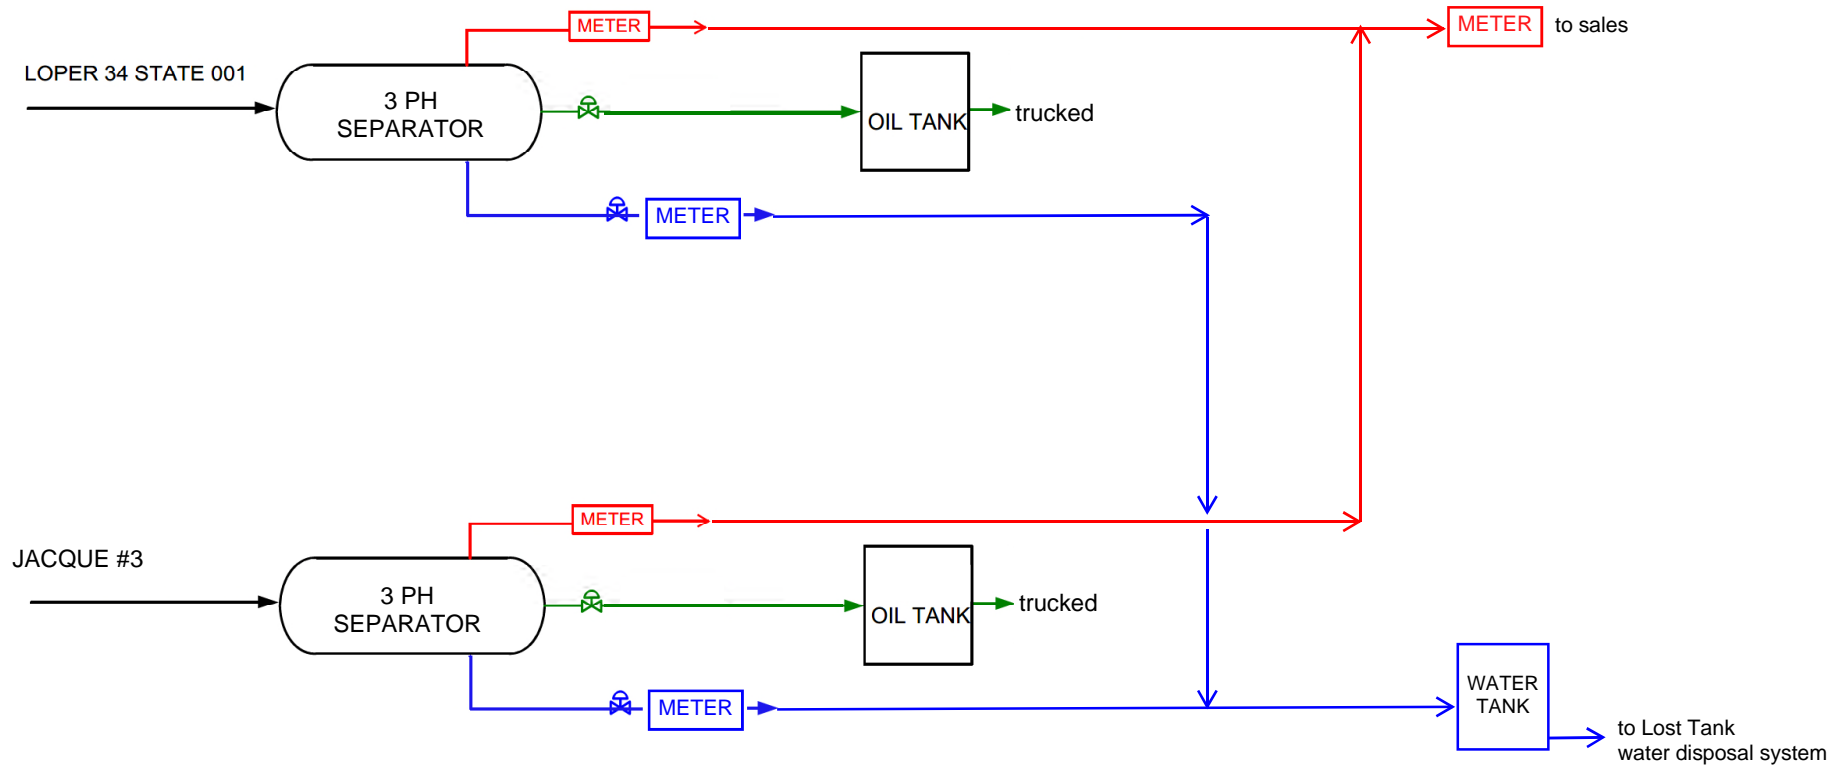 METER
METER
to sales
LOPER 34 STATE 001
3 PH
SEPARATOR
OIL TANK
trucked
METER
METER
JACQUE #3
3 PH
SEPARATOR
OIL TANK
trucked
METER
WATER
TANK
to Lost Tank
water disposal system